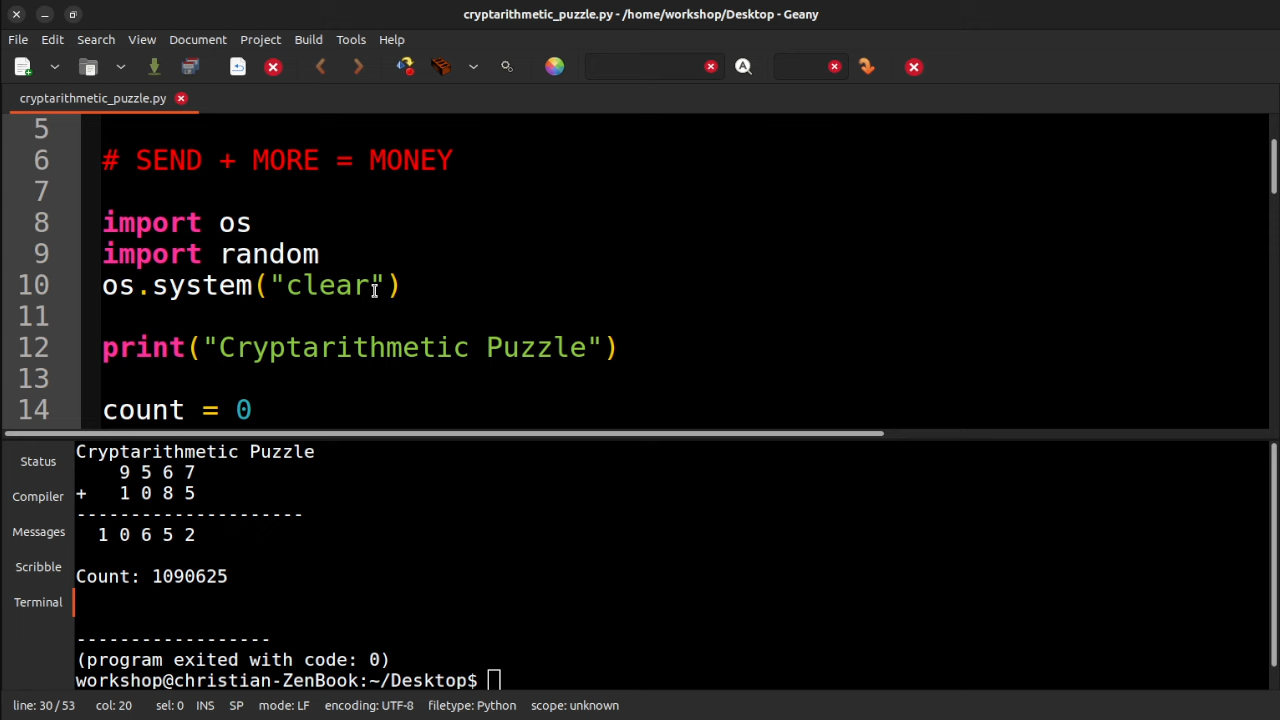 cryptarithmetic_puzzle.py - /home/workshop/Desktop - Geany
File Edit Search View Document Project Build Tools Help
cryptarithmetic_puzzle.py
5
6 # SEND + MORE = MONEY
7
8 import os
9 import random
10 os.system("clear")
11
12 print("Cryptarithmetic Puzzle")
13
14 count = 0
Status
Compiler
Messages
Scribble
Terminal
Cryptarithmetic Puzzle
9 5 6 7
+ 1 0 8 5
---------------------
1 0 6 5 2
Count: 1090625
------------------
(program exited with code: 0)
workshop@christian-ZenBook:~/Desktop$
line: 30 / 53 col: 20 sel: 0 INS SP mode: LF encoding: UTF-8 filetype: Python scope: unknown